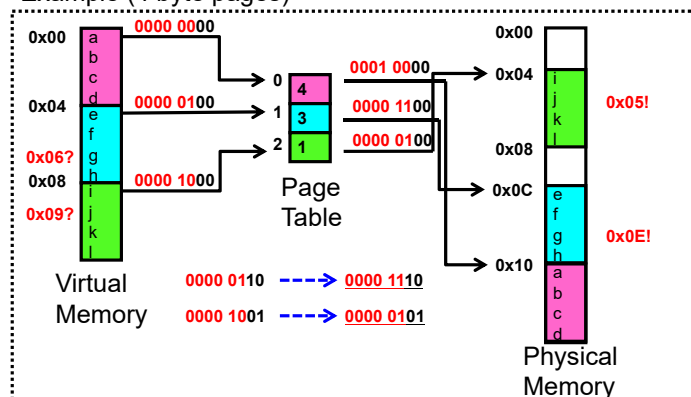 Example (4 byte pages)
0x00
a
b
c
d
0x04
e
f
g
h
0x06?
0x08
i
0x09?
j
k
l
Virtual
Memory
0000 0000
0000 0100
0000 1000
0 4
1 3
2 1
Page
Table
0001 0000
0000 1100
0000 0100
0000 0110 0000 1110
0000 1001 0000 0101
0x00
0x04
i
j
k
l
0x05!
0x08
0x0C
e
f
g
h
0x0E!
0x10
a
b
c
d
Physical
Memory